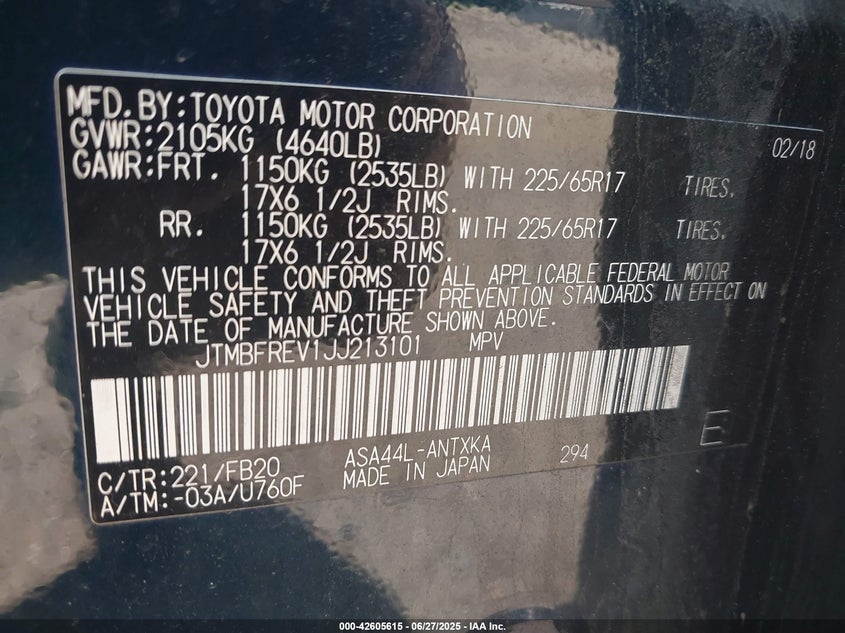 MFD. BY: TOYOTA MOTOR CORPORATION 02/18
GVWR: 2105KG (4640LB)
GAWR: FRT. 1150KG (2535LB) WITH 225/65R17 TIRES,
17X6 1/2J RIMS.
RR. 1150KG (2535LB) WITH 225/65R17 TIRES,
17X6 1/2J RIMS.
THIS VEHICLE CONFORMS TO ALL APPLICABLE FEDERAL MOTOR
VEHICLE SAFETY AND THEFT PREVENTION STANDARDS IN EFFECT ON
THE DATE OF MANUFACTURE SHOWN ABOVE.
JTMBFREV1JJ213101 MPV
E
C/TR: 221/FB20 ASA44L-ANTXKA 294
A/TM: -03A/U760F MADE IN JAPAN
000-42605615 - 06/27/2025 - IAA Inc.